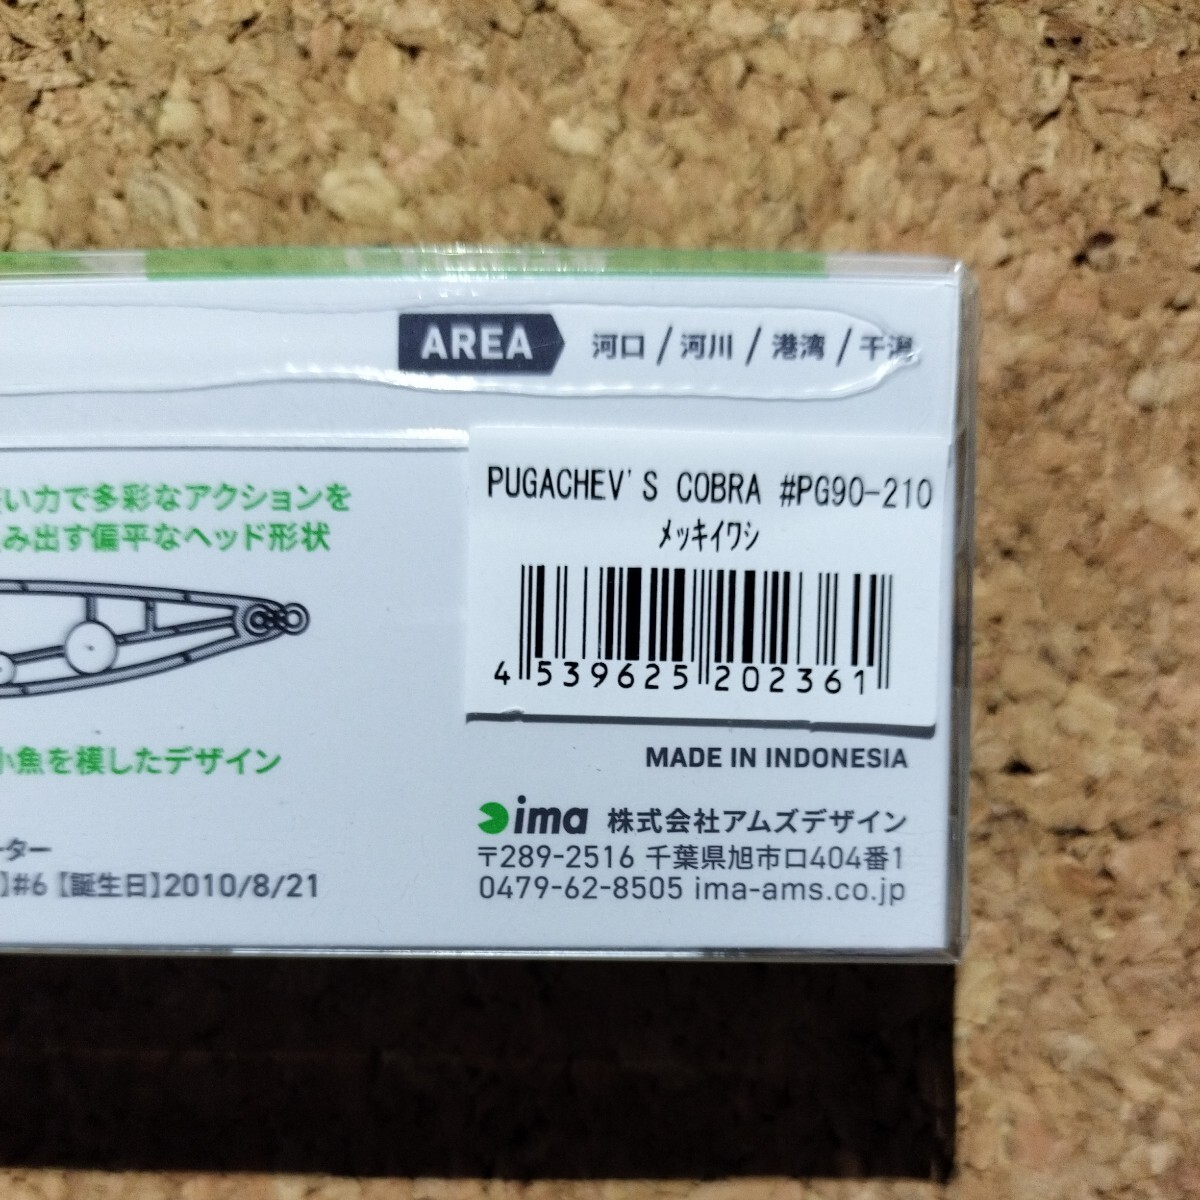 AREA 河口 / 河川 / 港湾 / 干潟
い力で多彩なアクションを
み出す偏平なヘッド形状
PUGACHEV'S COBRA #PG90-210
メッキイワシ
4 539625 202361
小魚を模したデザイン
MADE IN INDONESIA
ima 株式会社アムズデザイン
ーター
〒289-2516 千葉県旭市ロ404番1
】#6【誕生日】2010/8/21
0479-62-8505 ima-ams.co.jp